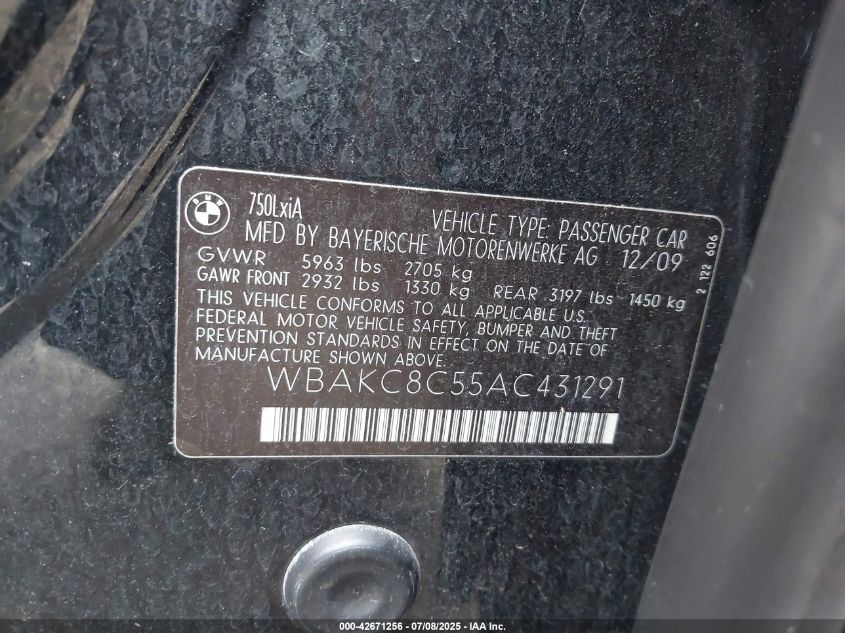 BMW
750LxiA
VEHICLE TYPE: PASSENGER CAR
MFD BY BAYERISCHE MOTORENWERKE AG 12/09
GVWR 5963 lbs 2705 kg
GAWR FRONT 2932 lbs 1330 kg REAR 3197 lbs 1450 kg
THIS VEHICLE CONFORMS TO ALL APPLICABLE U.S.
FEDERAL MOTOR VEHICLE SAFETY, BUMPER AND THEFT
PREVENTION STANDARDS IN EFFECT ON THE DATE OF
MANUFACTURE SHOWN ABOVE.
WBAKC8C55AC431291
2 122 606
000-42671256 - 07/08/2025 - IAA Inc.